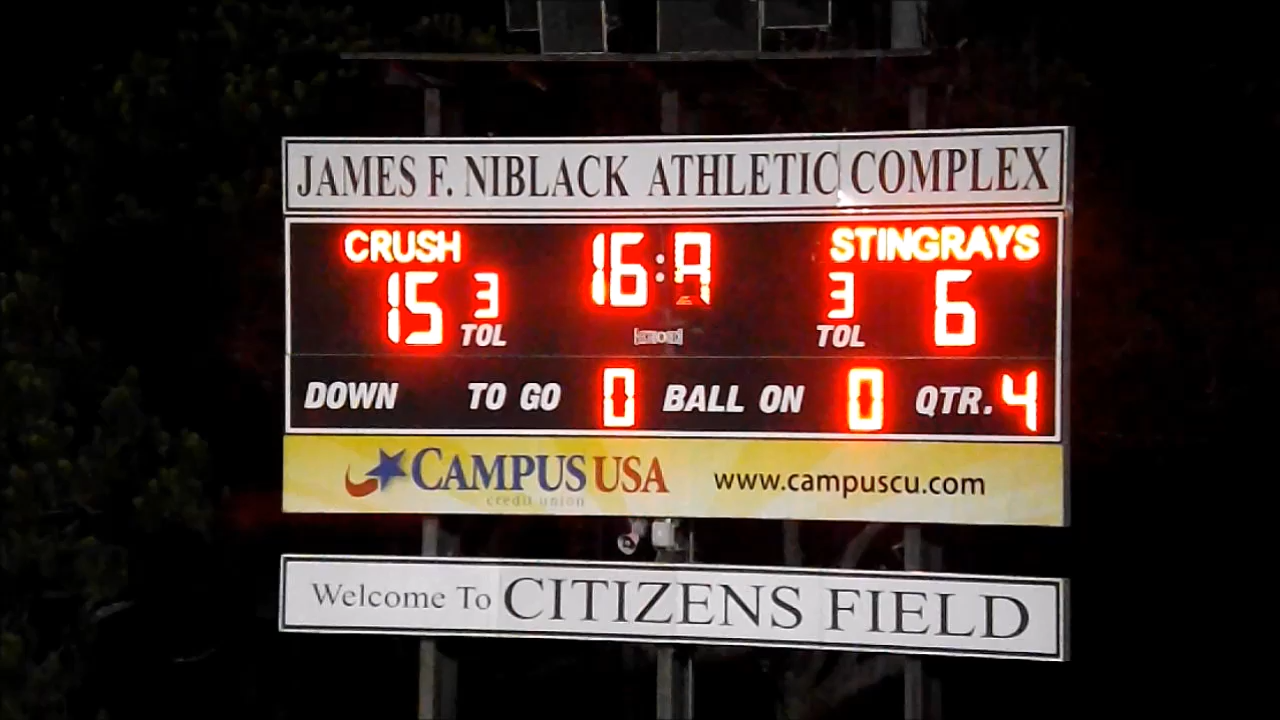 JAMES F. NIBLACK ATHLETIC COMPLEX
CRUSH 16:A STINGRAYS
15 3 3 6
TOL TOL
DOWN TO GO 0 BALL ON 0 QTR. 4
CAMPUS USA www.campuscu.com
credit union
Welcome To CITIZENS FIELD